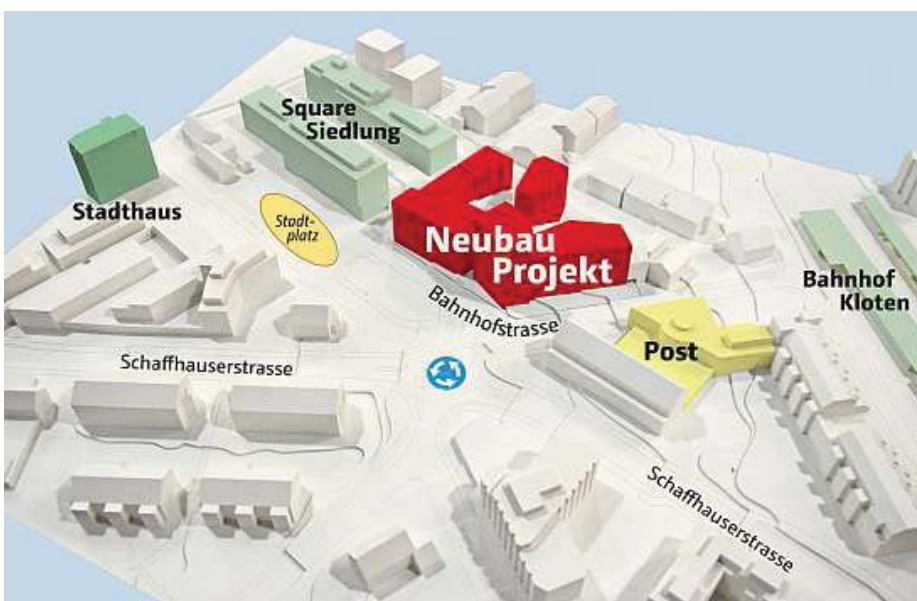 Square
Siedlung
Stadthaus
Stadt-
platz
Neubau
Projekt
Bahnhof
Kloten
Bahnhofstrasse
Post
Schaffhauserstrasse
Schaffhauserstrasse